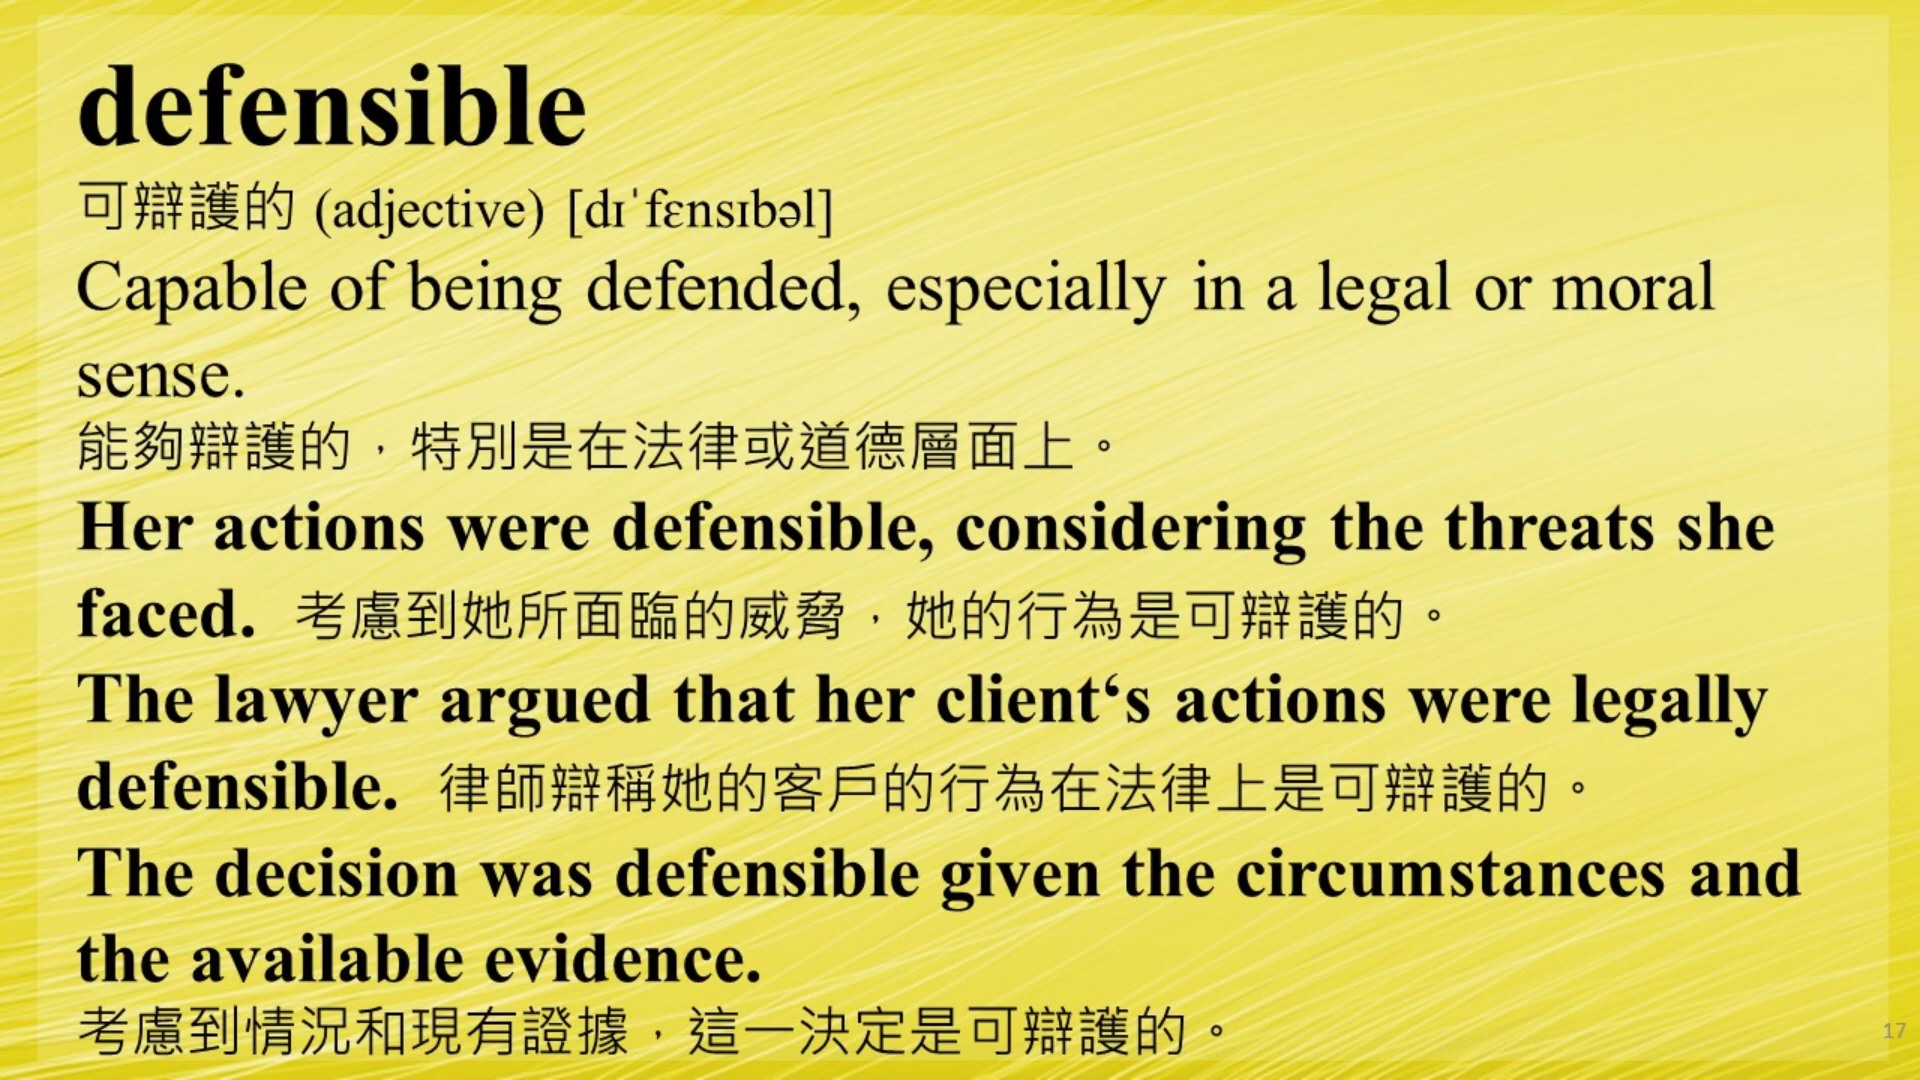 defensible
可辯護的 (adjective) [dɪˈfɛnsɪbəl]
Capable of being defended, especially in a legal or moral
sense.
能夠辯護的，特別是在法律或道德層面上。
Her actions were defensible, considering the threats she
faced. 考慮到她所面臨的威脅，她的行為是可辯護的。
The lawyer argued that her client‘s actions were legally
defensible. 律師辯稱她的客戶的行為在法律上是可辯護的。
The decision was defensible given the circumstances and
the available evidence.
考慮到情況和現有證據，這一決定是可辯護的。
17